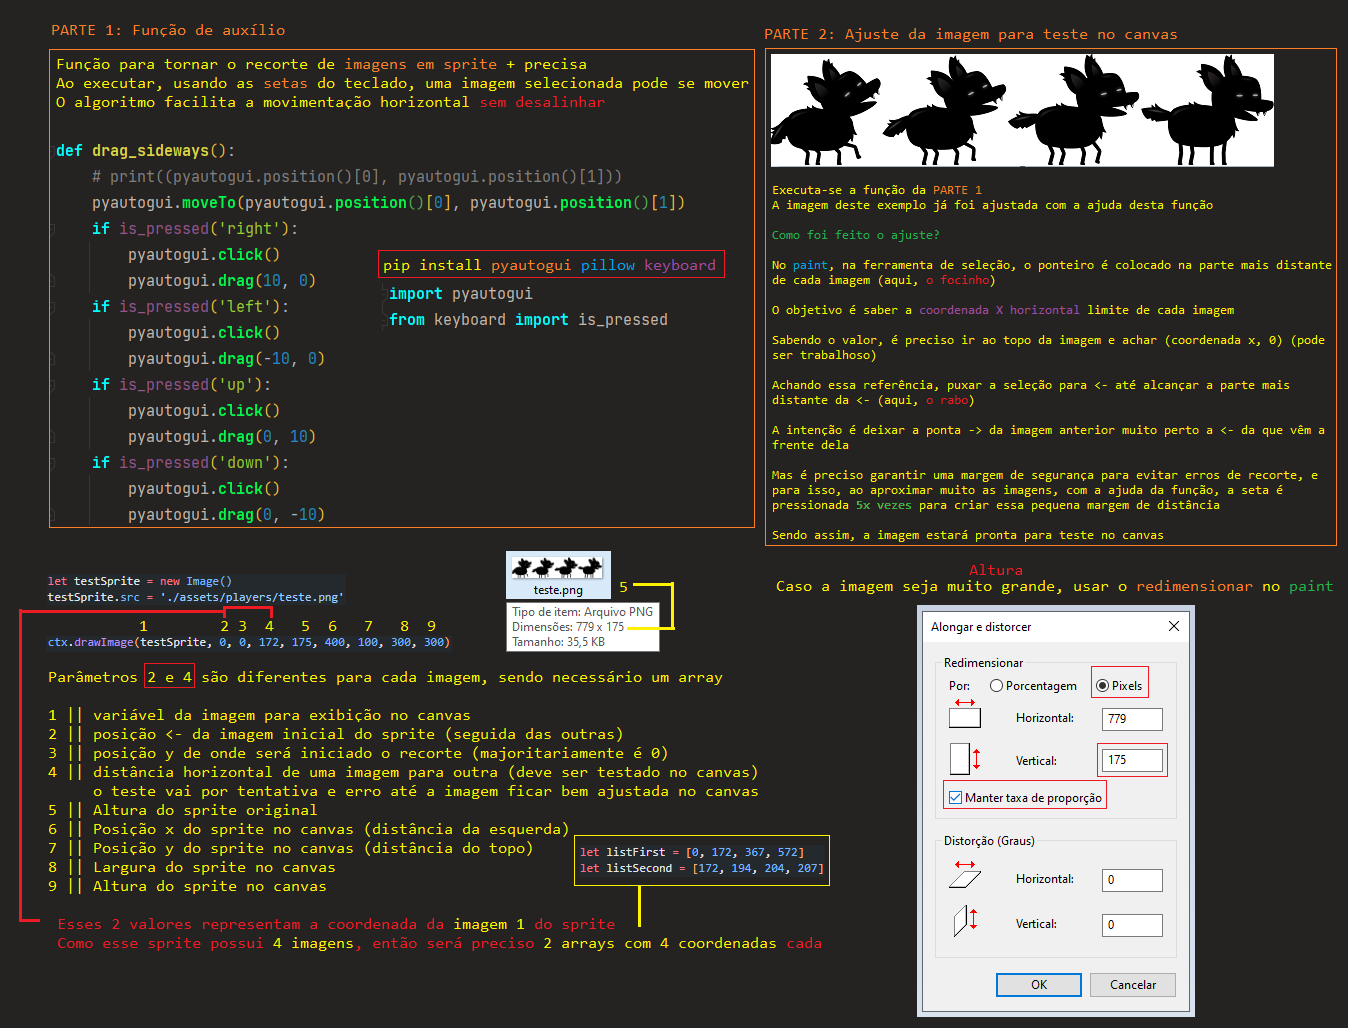 PARTE 1: Função de auxílio
Função para tornar o recorte de imagens em sprite + precisa
Ao executar, usando as setas do teclado, uma imagem selecionada pode se mover
O algoritmo facilita a movimentação horizontal sem desalinhar
def drag_sideways():
# print((pyautogui.position()[0], pyautogui.position()[1]))
pyautogui.moveTo(pyautogui.position()[0], pyautogui.position()[1])
if is_pressed('right'):
pyautogui.click()
pyautogui.drag(10, 0)
if is_pressed('left'):
pyautogui.click()
pyautogui.drag(-10, 0)
if is_pressed('up'):
pyautogui.click()
pyautogui.drag(0, 10)
if is_pressed('down'):
pyautogui.click()
pyautogui.drag(0, -10)
pip install pyautogui pillow keyboard
import pyautogui
from keyboard import is_pressed
PARTE 2: Ajuste da imagem para teste no canvas
Executa-se a função da PARTE 1
A imagem deste exemplo já foi ajustada com a ajuda desta função
Como foi feito o ajuste?
No paint, na ferramenta de seleção, o ponteiro é colocado na parte mais distante
de cada imagem (aqui, o focinho)
O objetivo é saber a coordenada X horizontal limite de cada imagem
Sabendo o valor, é preciso ir ao topo da imagem e achar (coordenada x, 0) (pode
ser trabalhoso)
Achando essa referência, puxar a seleção para <- até alcançar a parte mais
distante da <- (aqui, o rabo)
A intenção é deixar a ponta -> da imagem anterior muito perto a <- da que vêm a
frente dela
Mas é preciso garantir uma margem de segurança para evitar erros de recorte, e
para isso, ao aproximar muito as imagens, com a ajuda da função, a seta é
pressionada 5x vezes para criar essa pequena margem de distância
Sendo assim, a imagem estará pronta para teste no canvas
let testSprite = new Image()
testSprite.src = './assets/players/teste.png'
1 2 3 4 5 6 7 8 9
ctx.drawImage(testSprite, 0, 0, 172, 175, 400, 100, 300, 300)
teste.png
5
Tipo de item: Arquivo PNG
Dimensões: 779 x 175
Tamanho: 35,5 KB
Parâmetros 2 e 4 são diferentes para cada imagem, sendo necessário um array
1 || variável da imagem para exibição no canvas
2 || posição <- da imagem inicial do sprite (seguida das outras)
3 || posição y de onde será iniciado o recorte (majoritariamente é 0)
4 || distância horizontal de uma imagem para outra (deve ser testado no canvas)
o teste vai por tentativa e erro até a imagem ficar bem ajustada no canvas
5 || Altura do sprite original
6 || Posição x do sprite no canvas (distância da esquerda)
7 || Posição y do sprite no canvas (distância do topo)
8 || Largura do sprite no canvas
9 || Altura do sprite no canvas
let listFirst = [0, 172, 367, 572]
let listSecond = [172, 194, 204, 207]
Esses 2 valores representam a coordenada da imagem 1 do sprite
Como esse sprite possui 4 imagens, então será preciso 2 arrays com 4 coordenadas cada
Altura
Caso a imagem seja muito grande, usar o redimensionar no paint
Alongar e distorcer
Redimensionar
Por: Porcentagem Pixels
Horizontal: 779
Vertical: 175
Manter taxa de proporção
Distorção (Graus)
Horizontal: 0
Vertical: 0
OK Cancelar